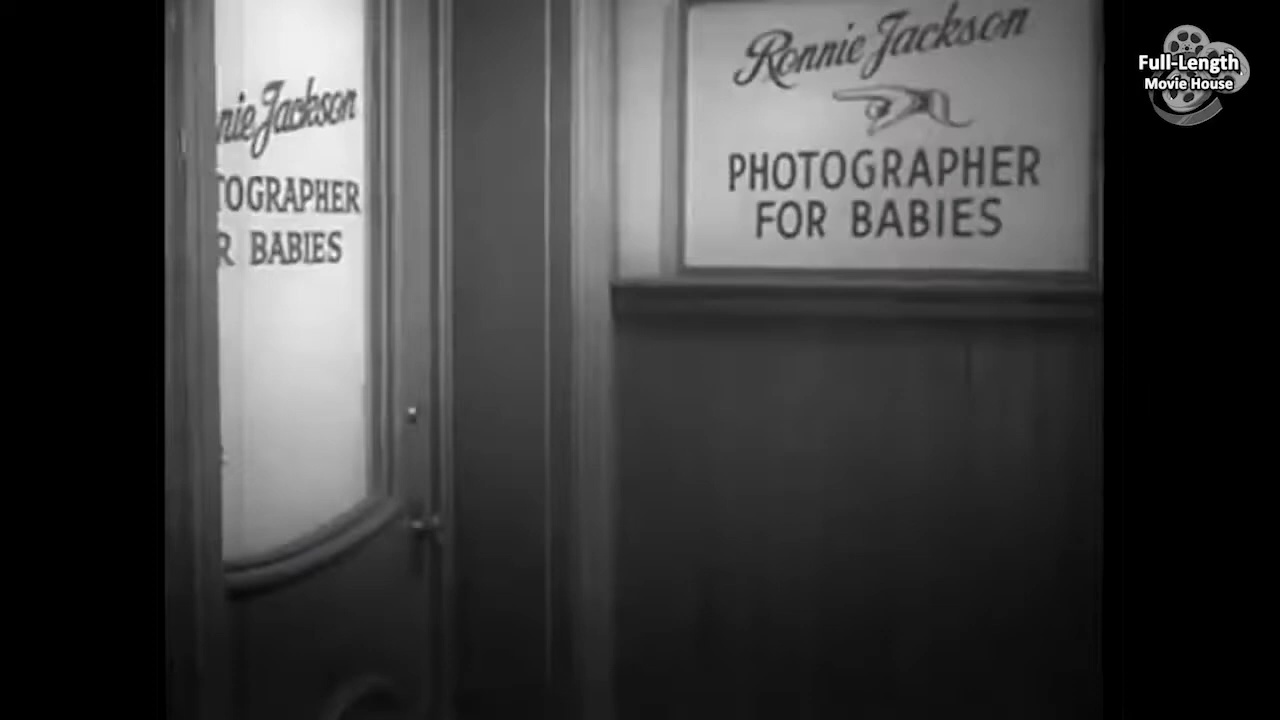 nie Jackson
TOGRAPHER
R BABIES
Ronnie Jackson
PHOTOGRAPHER
FOR BABIES
Full-Length
Movie House